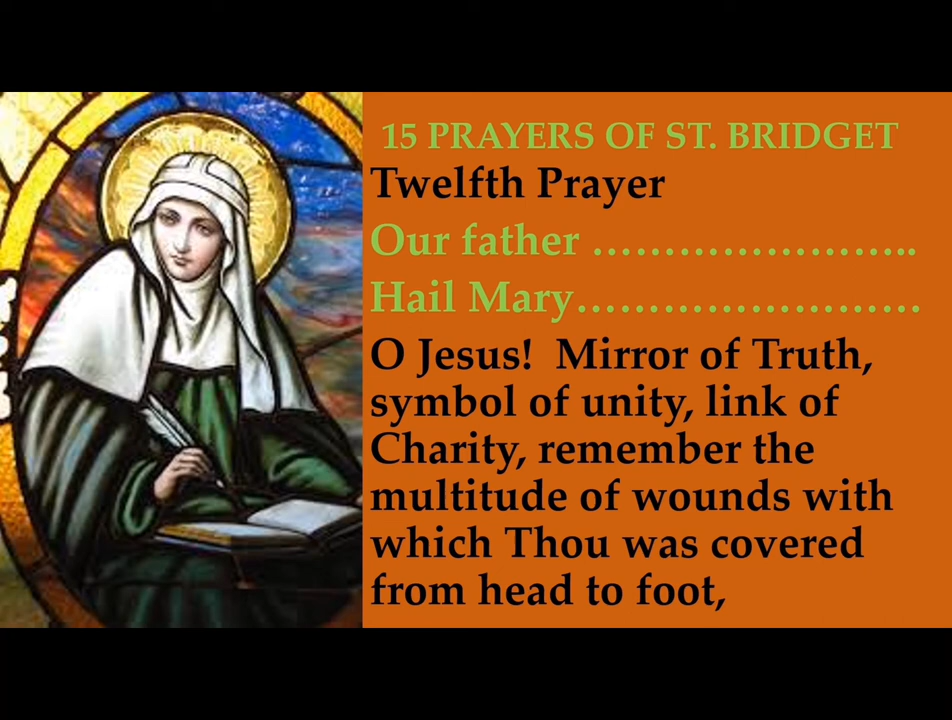 15 PRAYERS OF ST. BRIDGET
Twelfth Prayer
Our father ……………………..
Hail Mary……………………
O Jesus!  Mirror of Truth,
symbol of unity, link of
Charity, remember the
multitude of wounds with
which Thou was covered
from head to foot,